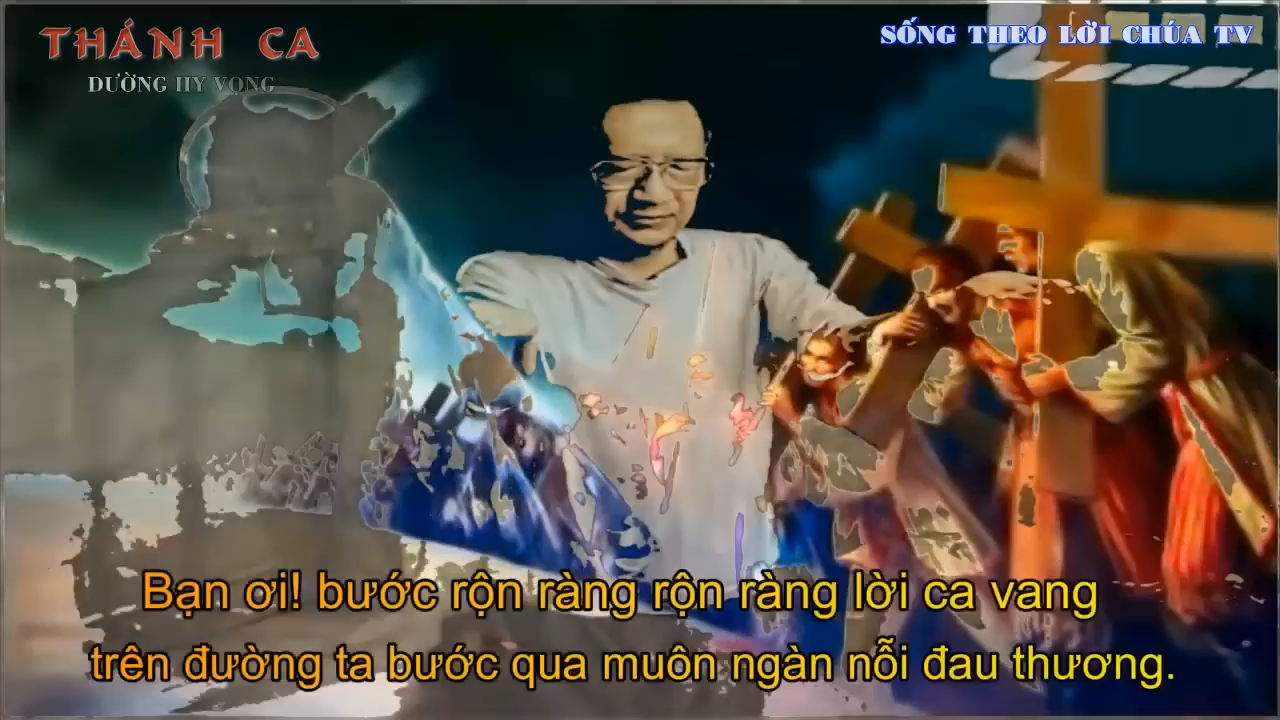 THÁNH CA
SỐNG THEO LỜI CHÚA TV
DƯỜNG HY VỌNG
Bạn ơi! bước rộn ràng rộn ràng lời ca vang
trên đường ta bước qua muôn ngàn nỗi đau thương.